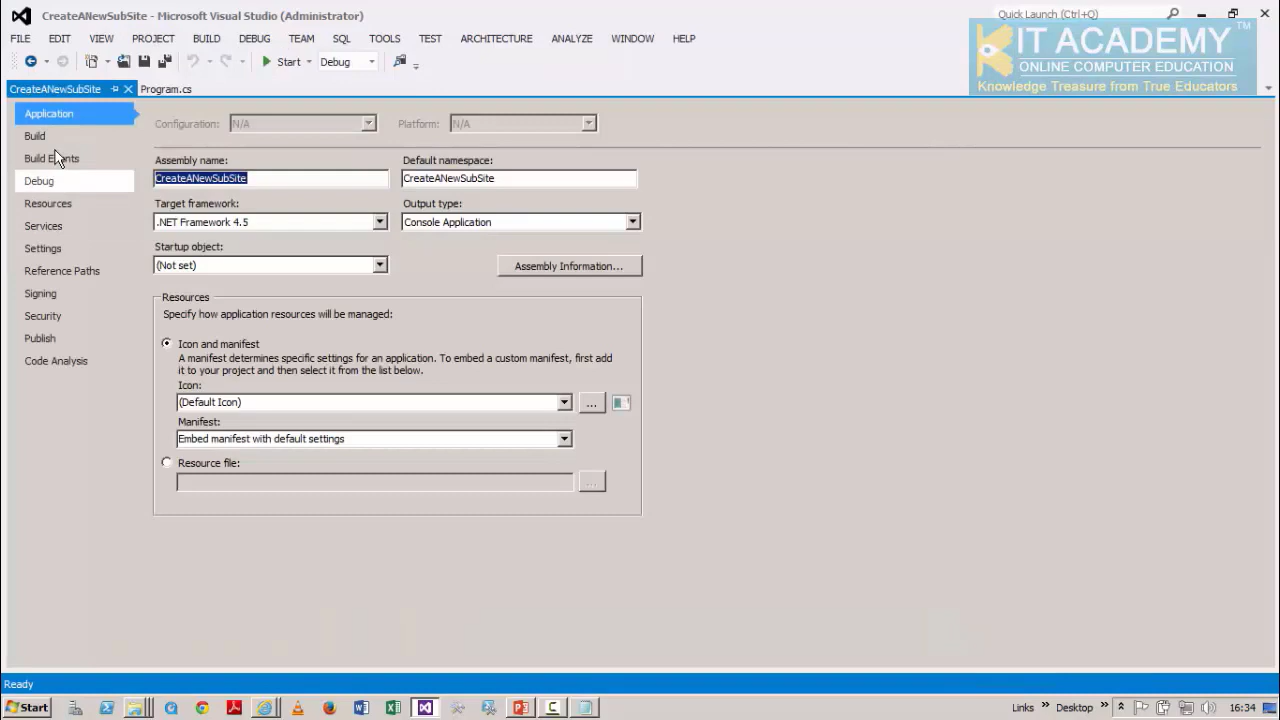 CreateANewSubSite - Microsoft Visual Studio (Administrator)
Quick Launch (Ctrl+Q)
FILE EDIT VIEW PROJECT BUILD DEBUG TEAM SQL TOOLS TEST ARCHITECTURE ANALYZE WINDOW HELP
KIT ACADEMY TM
ONLINE COMPUTER EDUCATION
Knowledge Treasure from True Educators
Start Debug
CreateANewSubSite Program.cs
Application
Build
Build Events
Debug
Resources
Services
Settings
Reference Paths
Signing
Security
Publish
Code Analysis
Configuration: N/A Platform: N/A
Assembly name: Default namespace:
CreateANewSubSite CreateANewSubSite
Target framework: Output type:
.NET Framework 4.5 Console Application
Startup object:
(Not set) Assembly Information...
Resources
Specify how application resources will be managed:
Icon and manifest
A manifest determines specific settings for an application. To embed a custom manifest, first add
it to your project and then select it from the list below.
Icon:
(Default Icon) ...
Manifest:
Embed manifest with default settings
Resource file:
...
Ready
Start Links Desktop 16:34